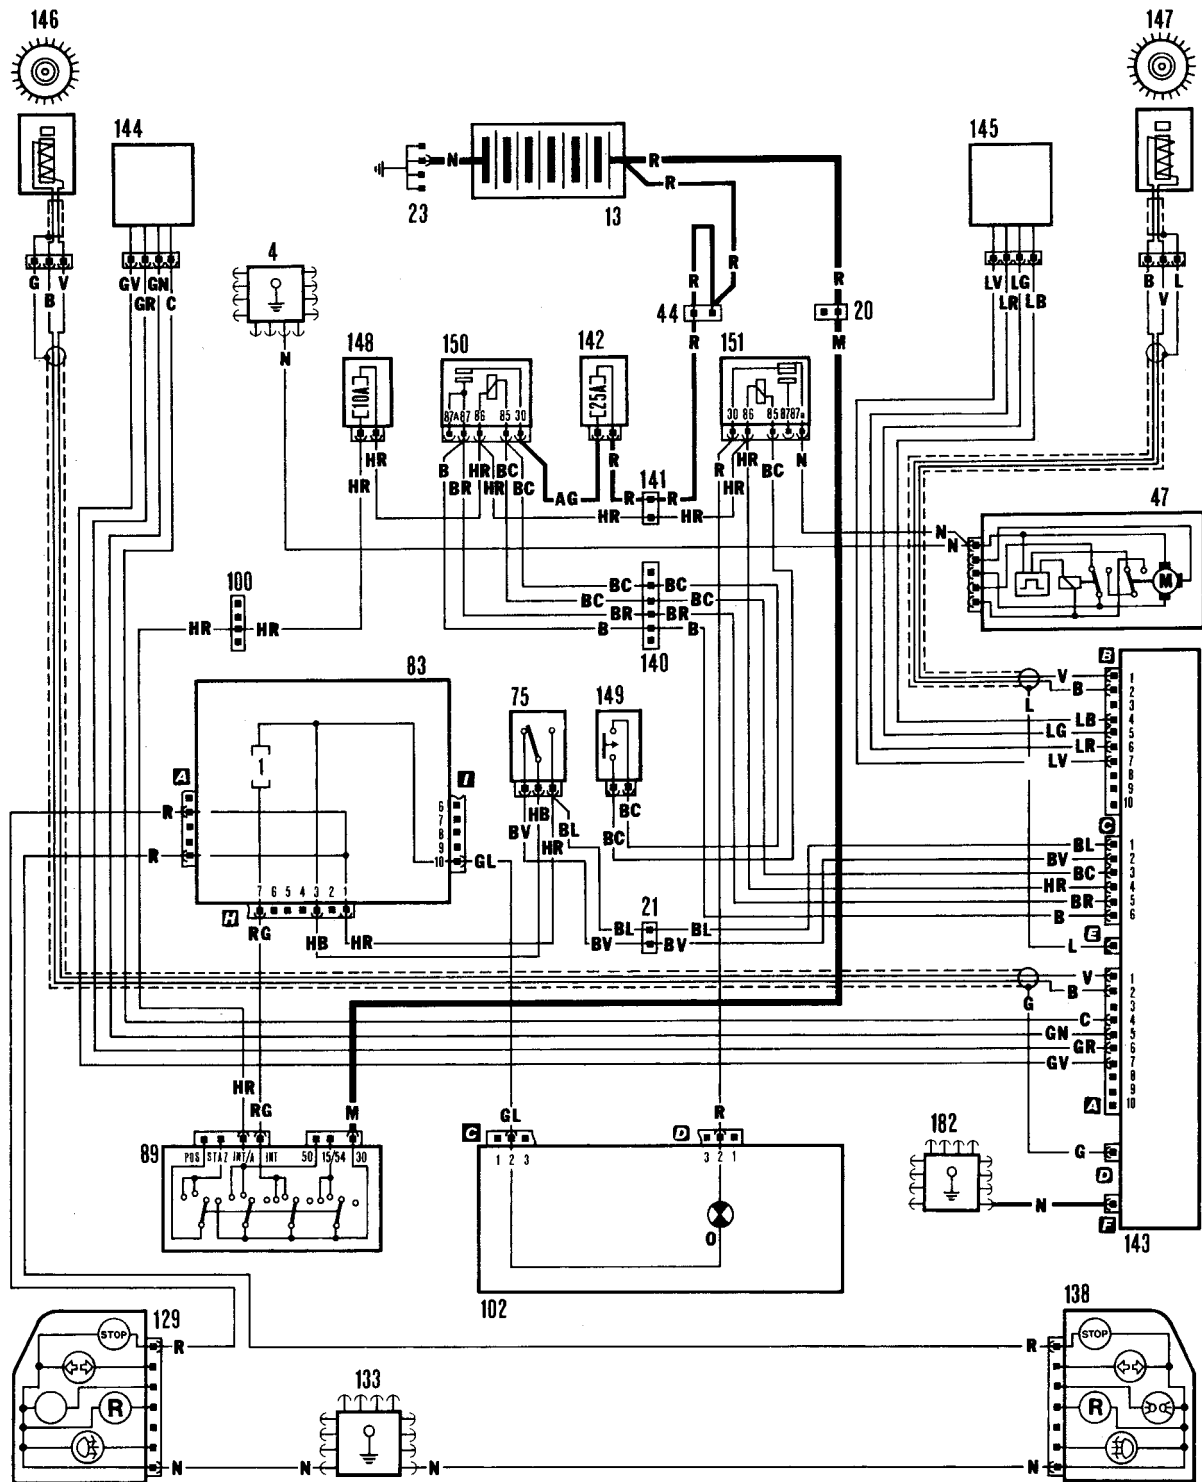 146
147
144
145
23
13
N
R
R
R
R
R
G
B
V
GV
GR
GN
C
4
N
44
20
R
M
LV
LR
LG
LB
B
V
L
148
150
142
151
10A
25A
87A 87 86 85 30
30 86 85 87 87a
HR
HR
B
BR
HR
HR
BC
BC
AG
R
R
141
R
HR
HR
R
HR
HR
BC
N
47
N
N
M
100
HR
HR
BC
BC
BC
BC
BR
BR
B
B
140
83
75
149
1
A
I
R
R
6
7
8
9
10
GL
7 6 5 4 3 2 1
H
RG
HB
HR
BV
HB
HR
BL
BC
BC
21
BL
BL
BV
BV
B
V
B
L
LB
LG
LR
LV
1
2
3
4
5
6
7
8
9
10
C
BL
BV
BC
HR
BR
B
1
2
3
4
5
6
E
L
V
B
G
C
GN
GR
GV
1
2
3
4
5
6
7
8
9
10
A
G
D
N
F
143
182
HR
RG
M
89
POS STAZ INT/A INT 50 15/54 30
GL
R
C
D
1 2 3
3 2 1
O
102
129
STOP
R
R
N
N
133
N
N
138
R
STOP
R